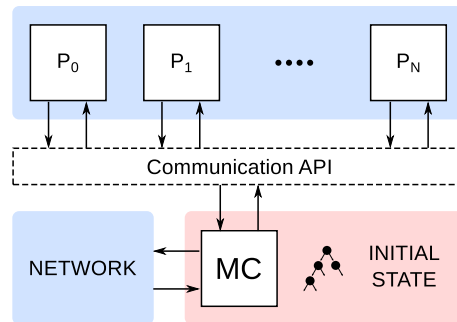 P0 P1 PN
Communication API
NETWORK
MC
INITIAL
STATE